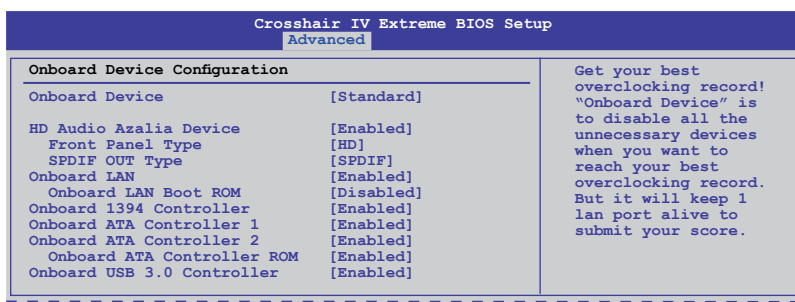 Crosshair IV Extreme BIOS Setup
Advanced
Onboard Device Configuration
Onboard Device [Standard]
HD Audio Azalia Device [Enabled]
Front Panel Type [HD]
SPDIF OUT Type [SPDIF]
Onboard LAN [Enabled]
Onboard LAN Boot ROM [Disabled]
Onboard 1394 Controller [Enabled]
Onboard ATA Controller 1 [Enabled]
Onboard ATA Controller 2 [Enabled]
Onboard ATA Controller ROM [Enabled]
Onboard USB 3.0 Controller [Enabled]
Get your best
overclocking record!
“Onboard Device” is
to disable all the
unnecessary devices
when you want to
reach your best
overclocking record.
But it will keep 1
lan port alive to
submit your score.